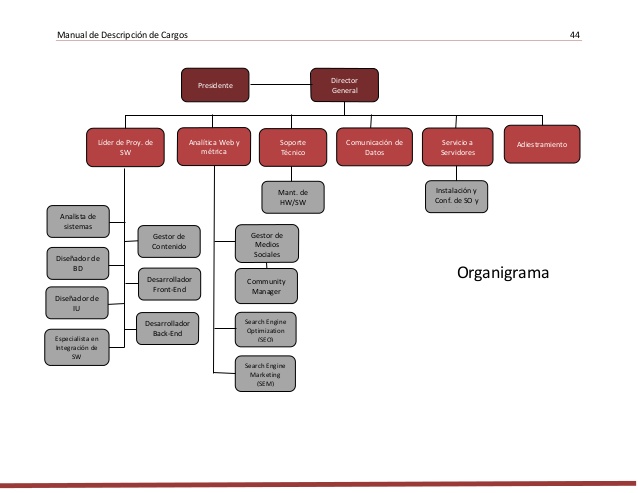 Manual de Descripción de Cargos
44
Presidente
Director
General
Líder de Proy. de
SW
Analítica Web y
métrica
Soporte
Técnico
Comunicación de
Datos
Servicio a
Servidores
Adiestramiento
Mant. de
HW/SW
Instalación y
Conf. de SO y
Analista de
sistemas
Gestor de
Contenido
Diseñador de
BD
Desarrollador
Front-End
Diseñador de
IU
Desarrollador
Back-End
Especialista en
Integración de
SW
Gestor de
Medios
Sociales
Community
Manager
Search Engine
Optimization
(SEO)
Search Engine
Marketing
(SEM)
Organigrama